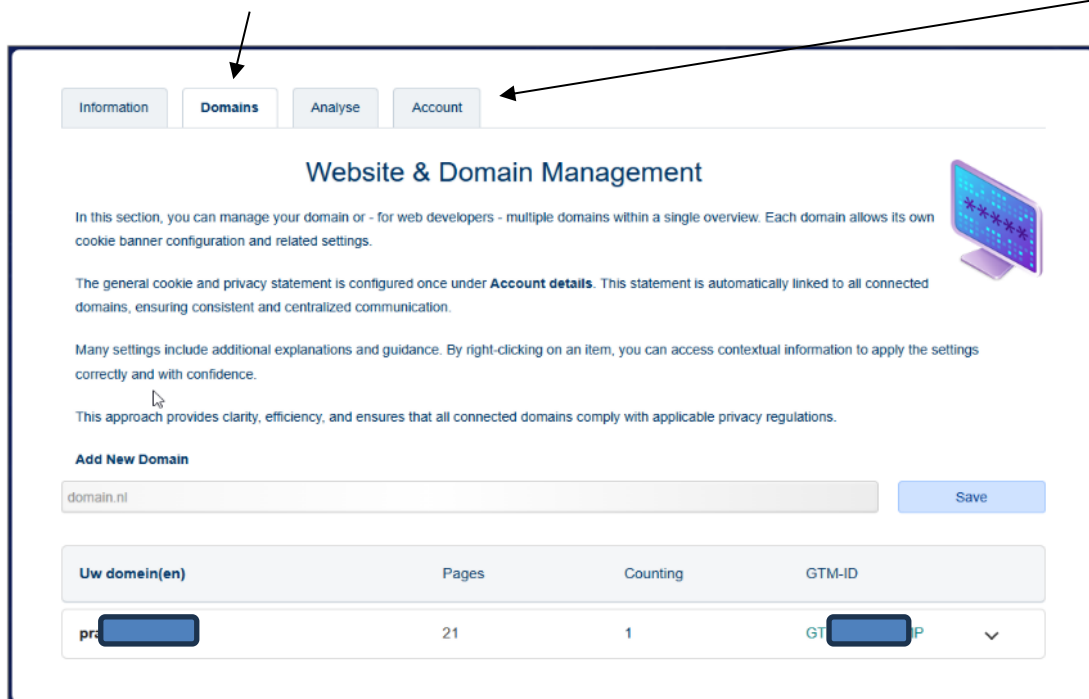 Information Domains Analyse Account
Website & Domain Management
In this section, you can manage your domain or - for web developers - multiple domains within a single overview. Each domain allows its own
cookie banner configuration and related settings.
The general cookie and privacy statement is configured once under Account details. This statement is automatically linked to all connected
domains, ensuring consistent and centralized communication.
Many settings include additional explanations and guidance. By right-clicking on an item, you can access contextual information to apply the settings
correctly and with confidence.
This approach provides clarity, efficiency, and ensures that all connected domains comply with applicable privacy regulations.
Add New Domain
domain.nl Save
Uw domein(en) Pages Counting GTM-ID
21 1